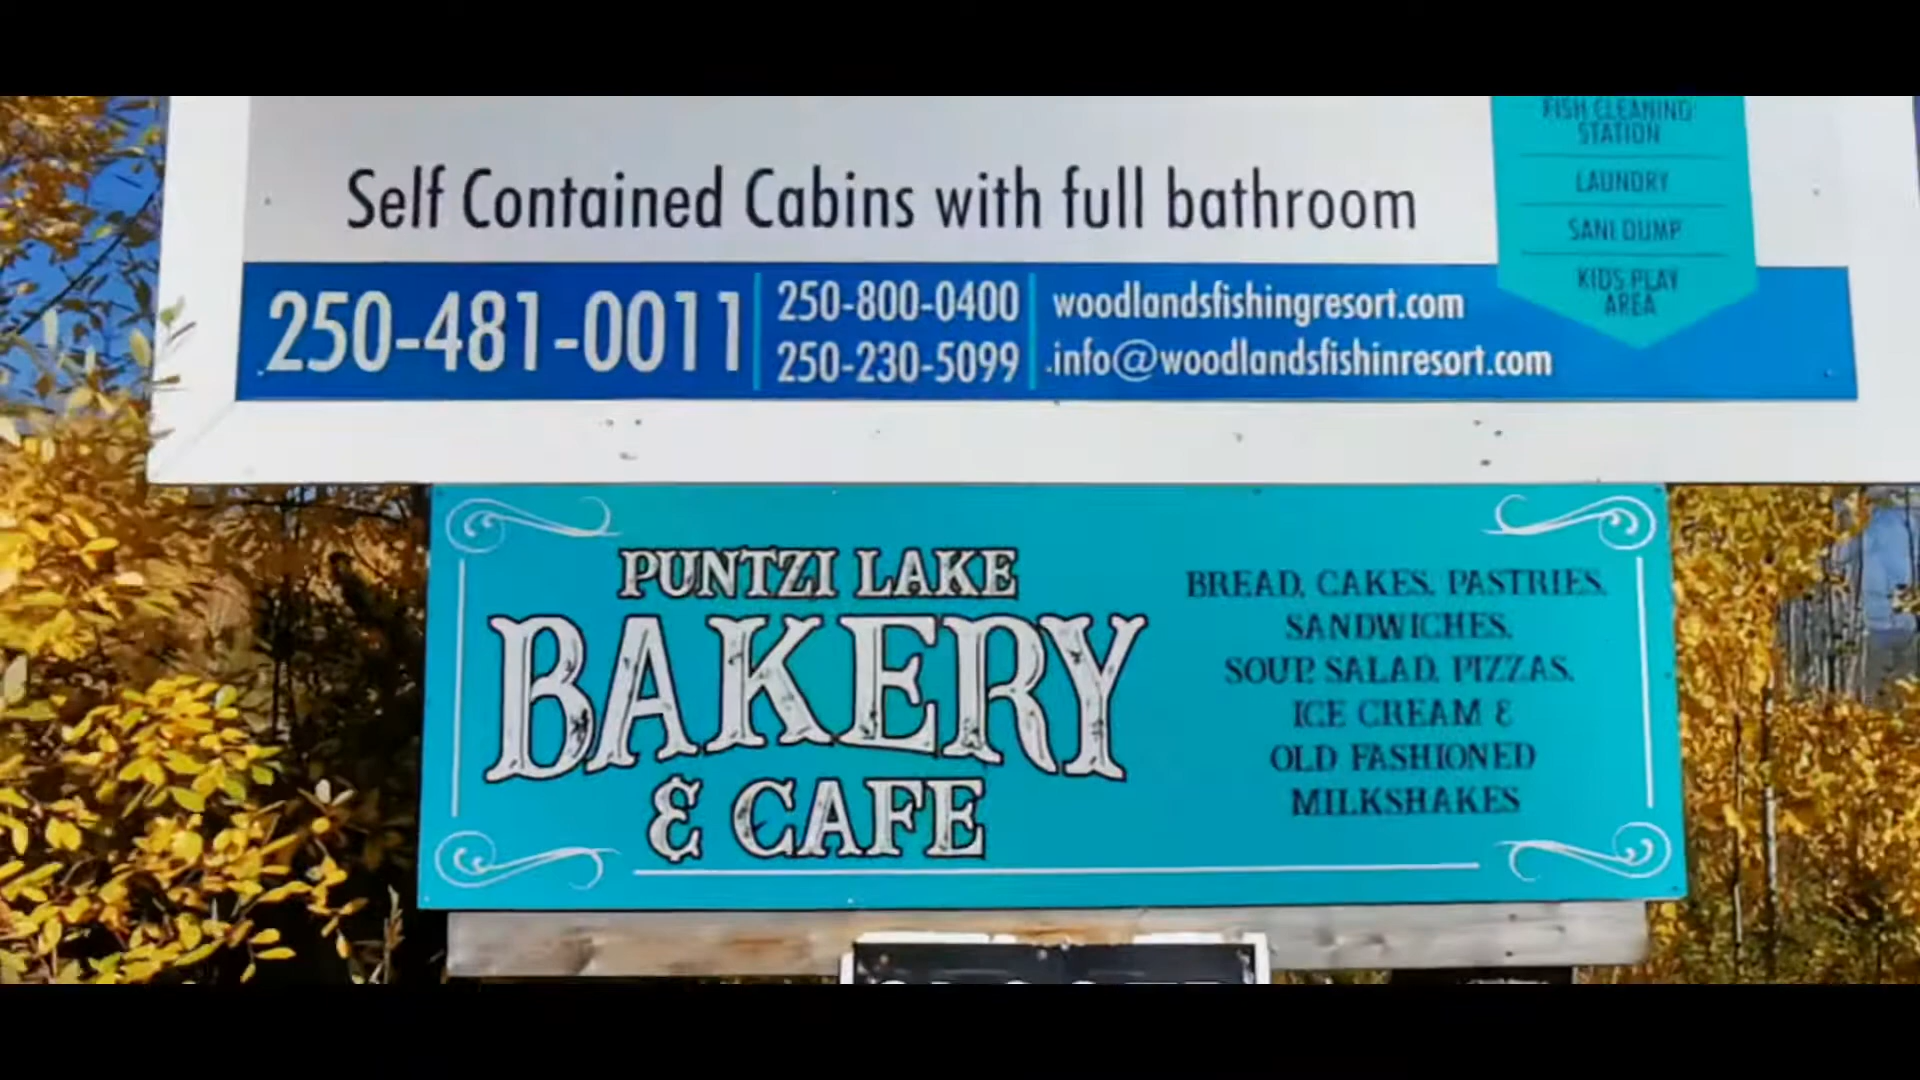 FISH CLEANING
STATION
LAUNDRY
SANI DUMP
KIDS PLAY
AREA
Self Contained Cabins with full bathroom
250-481-0011
250-800-0400
250-230-5099
woodlandsfishingresort.com
info@woodlandsfishinresort.com
PUNTZI LAKE
BAKERY
& CAFE
BREAD, CAKES, PASTRIES,
SANDWICHES,
SOUP, SALAD, PIZZAS,
ICE CREAM &
OLD FASHIONED
MILKSHAKES